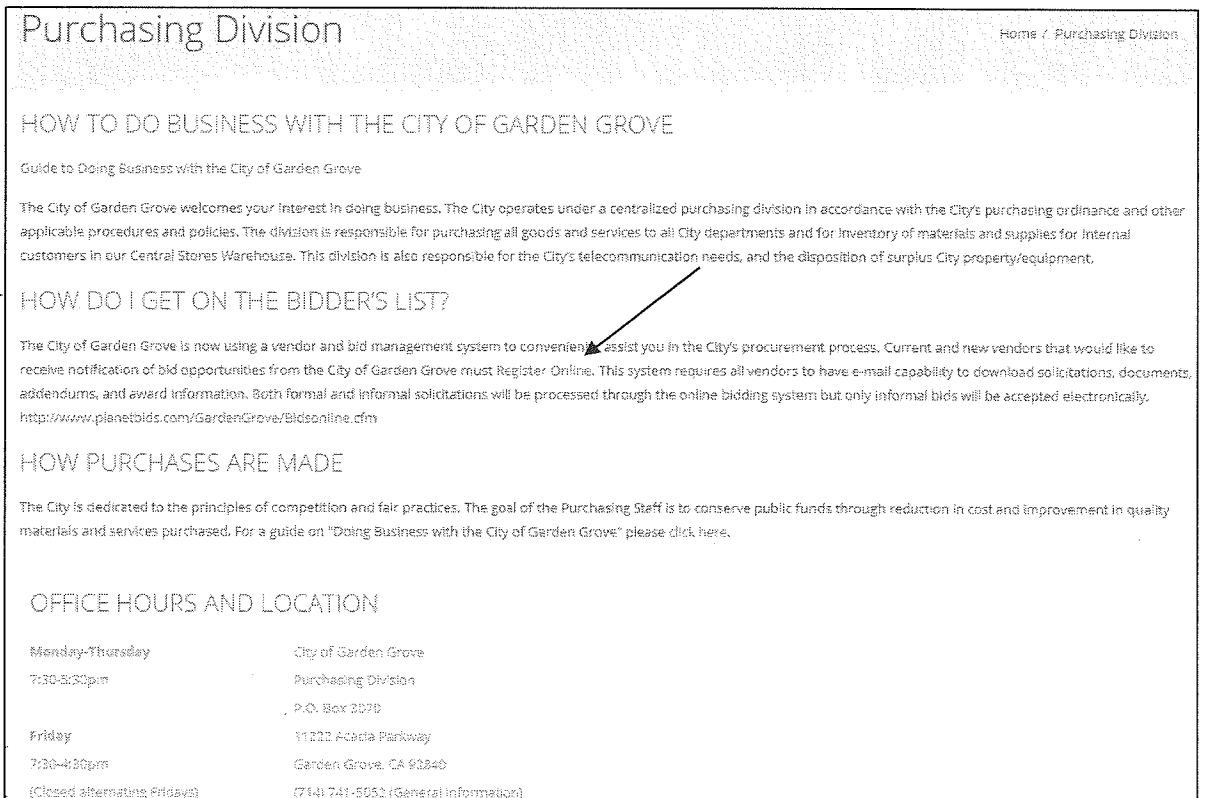 Purchasing Division
Home / Purchasing Division
HOW TO DO BUSINESS WITH THE CITY OF GARDEN GROVE
Guide to Doing Business with the City of Garden Grove
The City of Garden Grove welcomes your interest in doing business. The City operates under a centralized purchasing division in accordance with the City's purchasing ordinance and other
applicable procedures and policies. The division is responsible for purchasing all goods and services to all City departments and for inventory of materials and supplies for internal
customers in our Central Stores Warehouse. This division is also responsible for the City's telecommunication needs, and the disposition of surplus City property/equipment.
HOW DO I GET ON THE BIDDER'S LIST?
The City of Garden Grove is now using a vendor and bid management system to conveniently assist you in the City's procurement process. Current and new vendors that would like to
receive notification of bid opportunities from the City of Garden Grove must Register Online. This system requires all vendors to have e-mail capability to download solicitations, documents,
addendums, and award information. Both formal and informal solicitations will be processed through the online bidding system but only informal bids will be accepted electronically.
http://www.planetbids.com/GardenGrove/Bidsonline.cfm
HOW PURCHASES ARE MADE
The City is dedicated to the principles of competition and fair practices. The goal of the Purchasing Staff is to conserve public funds through reduction in cost and improvement in quality
materials and services purchased. For a guide on "Doing Business with the City of Garden Grove" please click here.
OFFICE HOURS AND LOCATION
Monday-Thursday
7:30-5:30pm
Friday
7:30-4:30pm
(Closed alternating Fridays)
City of Garden Grove
Purchasing Division
P.O. Box 3070
11222 Acacia Parkway
Garden Grove, CA 92840
(714) 741-5052 (General Information)